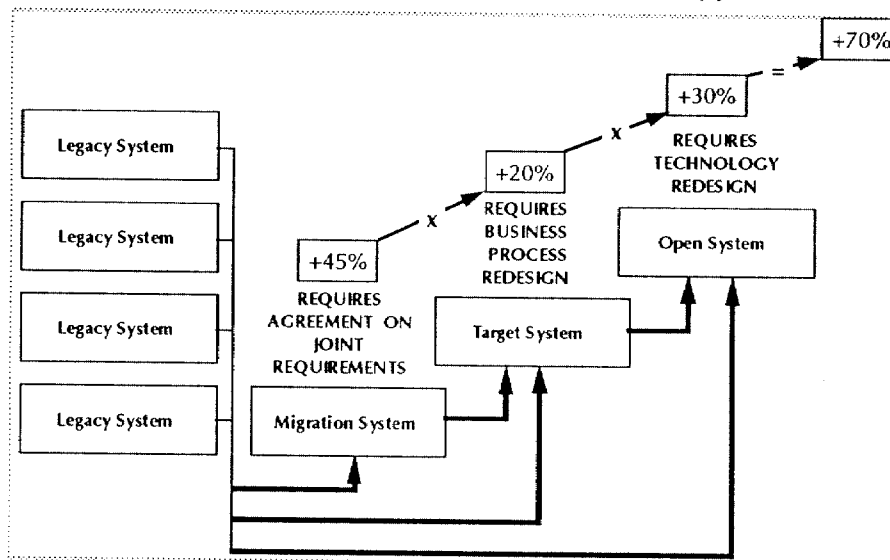 +70%
=
+30%
x
REQUIRES
TECHNOLOGY
REDESIGN
+20%
x
REQUIRES
BUSINESS
PROCESS
REDESIGN
+45%
REQUIRES
AGREEMENT ON
JOINT
REQUIREMENTS
Legacy System
Legacy System
Legacy System
Legacy System
Migration System
Target System
Open System